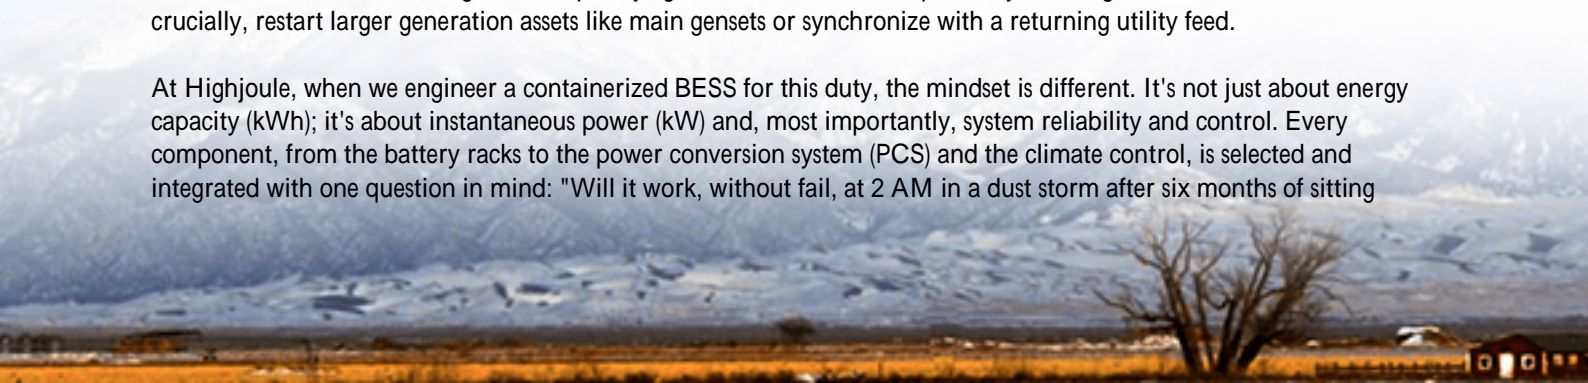 crucially, restart larger generation assets like main gensets or synchronize with a returning utility feed.
At Highjoule, when we engineer a containerized BESS for this duty, the mindset is different. It's not just about energy
capacity (kWh); it's about instantaneous power (kW) and, most importantly, system reliability and control. Every
component, from the battery racks to the power conversion system (PCS) and the climate control, is selected and
integrated with one question in mind: "Will it work, without fail, at 2 AM in a dust storm after six months of sitting